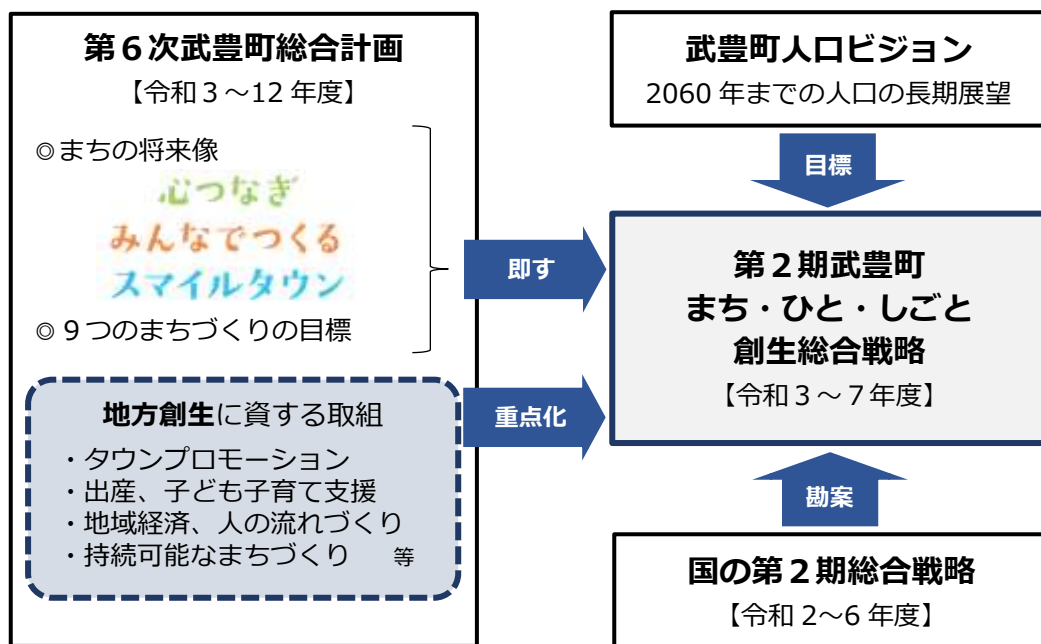 第６次武豊町総合計画
【令和３～12 年度】
◎まちの将来像
心つなぎ
みんなでつくる
スマイルタウン
◎９つのまちづくりの目標
地方創生に資する取組
・タウンプロモーション
・出産、子ども子育て支援
・地域経済、人の流れづくり
・持続可能なまちづくり　等
即す
重点化
武豊町人口ビジョン
2060 年までの人口の長期展望
目標
第２期武豊町
まち・ひと・しごと
創生総合戦略
【令和３～７年度】
勘案
国の第２期総合戦略
【令和 2～6 年度】